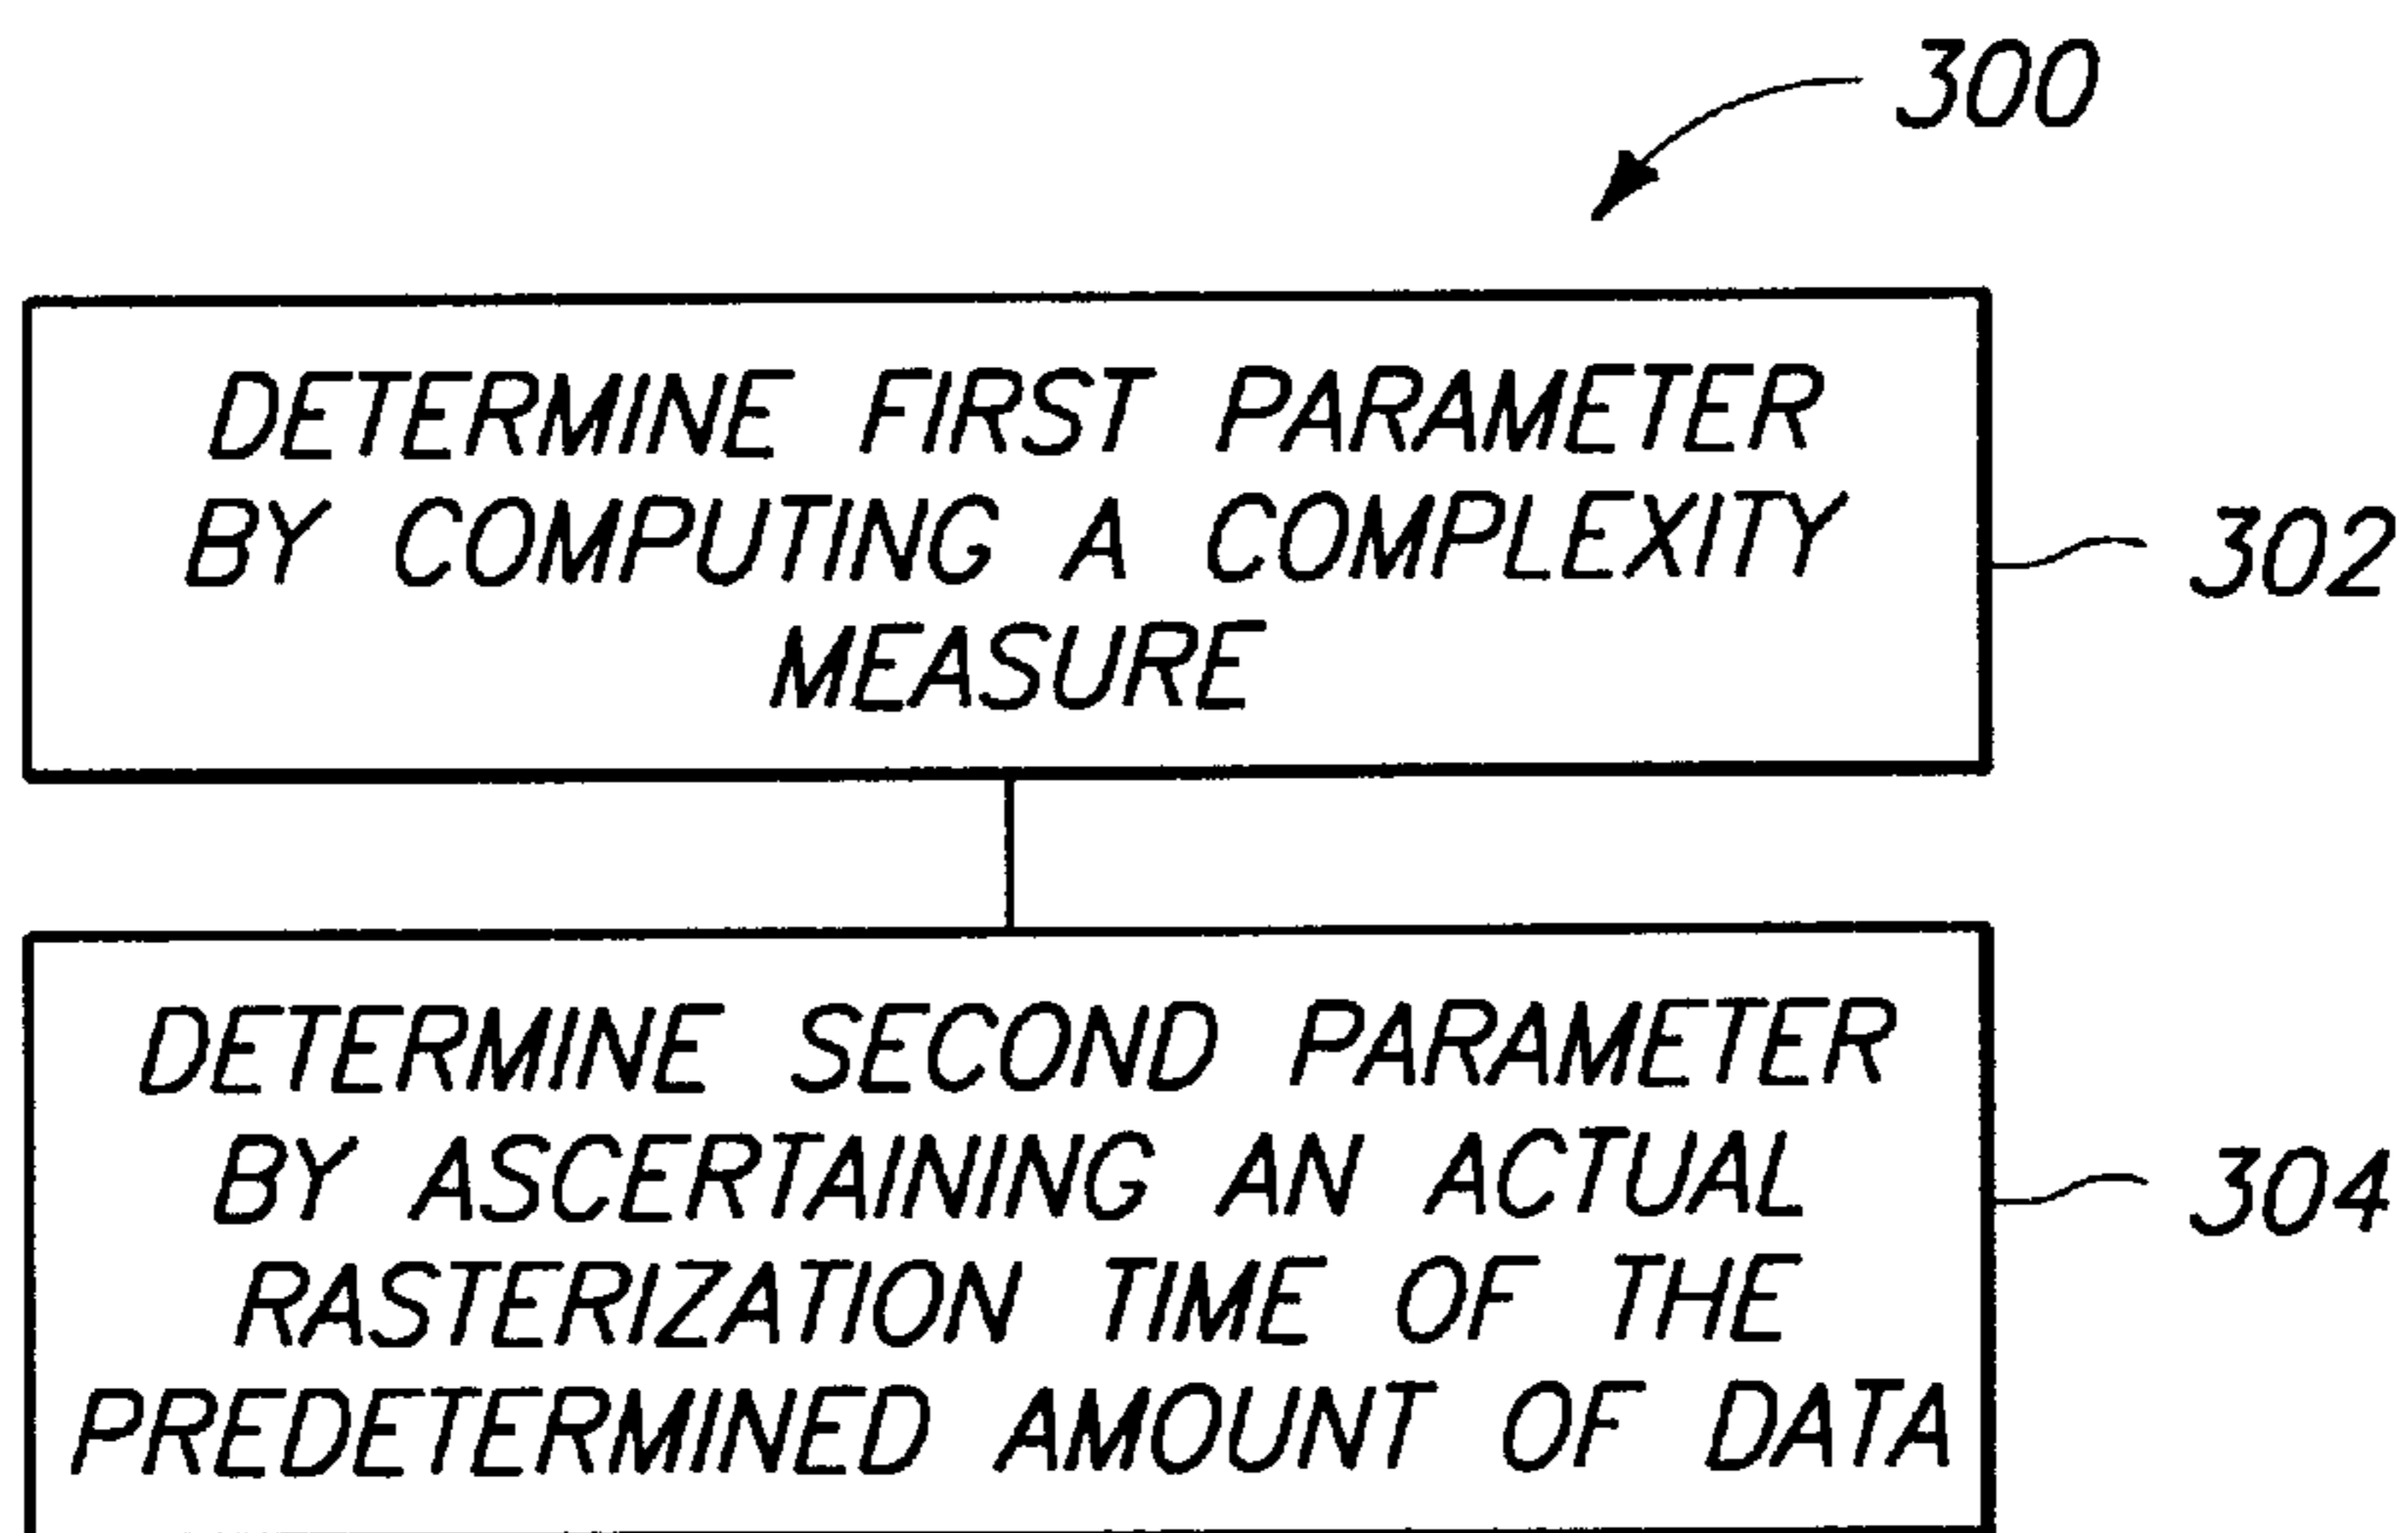 300
DETERMINE FIRST PARAMETER
BY COMPUTING A COMPLEXITY
MEASURE
302
DETERMINE SECOND PARAMETER
BY ASCERTAINING AN ACTUAL
RASTERIZATION TIME OF THE
PREDETERMINED AMOUNT OF DATA
304